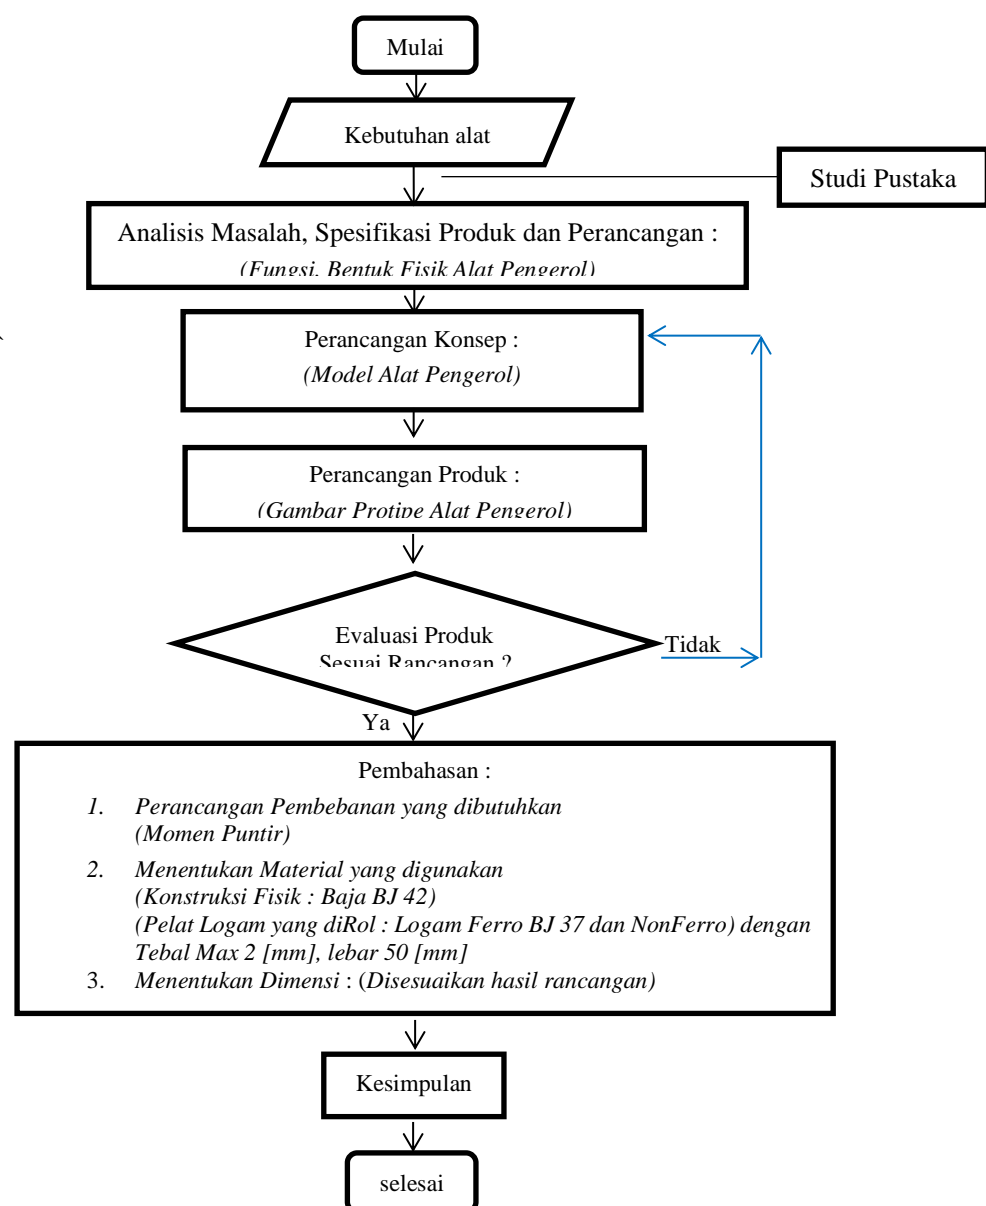 Mulai
Kebutuhan alat
Studi Pustaka
Analisis Masalah, Spesifikasi Produk dan Perancangan :
(Fungsi, Bentuk Fisik Alat Pengerol)
Perancangan Konsep :
(Model Alat Pengerol)
Perancangan Produk :
(Gambar Protipe Alat Pengerol)
Evaluasi Produk
Sesuai Rancangan ?
Tidak
Ya
Pembahasan :
1. Perancangan Pembebanan yang dibutuhkan
(Momen Puntir)
2. Menentukan Material yang digunakan
(Konstruksi Fisik : Baja BJ 42)
(Pelat Logam yang diRol : Logam Ferro BJ 37 dan NonFerro) dengan
Tebal Max 2 [mm], lebar 50 [mm]
3. Menentukan Dimensi : (Disesuaikan hasil rancangan)
Kesimpulan
selesai